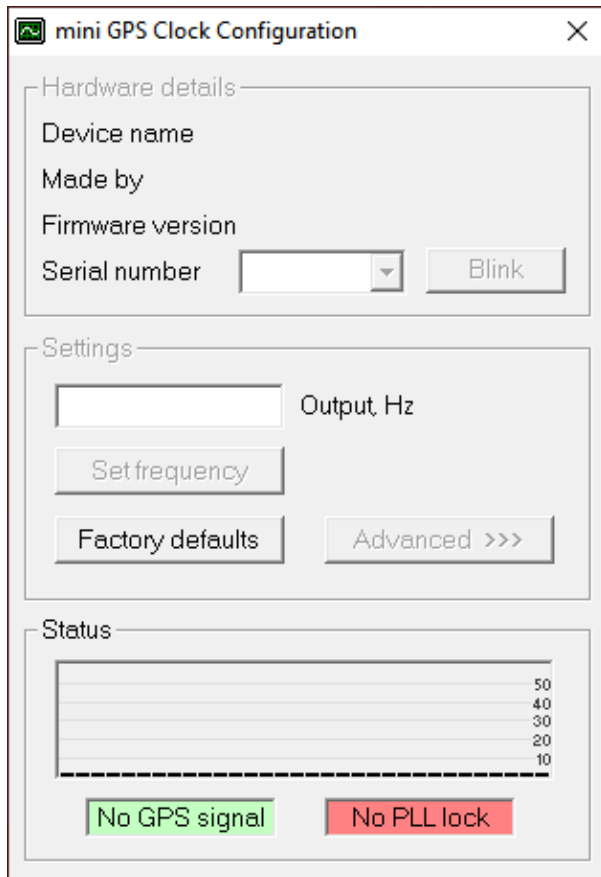 mini GPS Clock Configuration
Hardware details
Device name
Made by
Firmware version
Serial number Blink
Settings
Output, Hz
Set frequency
Factory defaults Advanced >>>
Status
50
40
30
20
10
No GPS signal No PLL lock